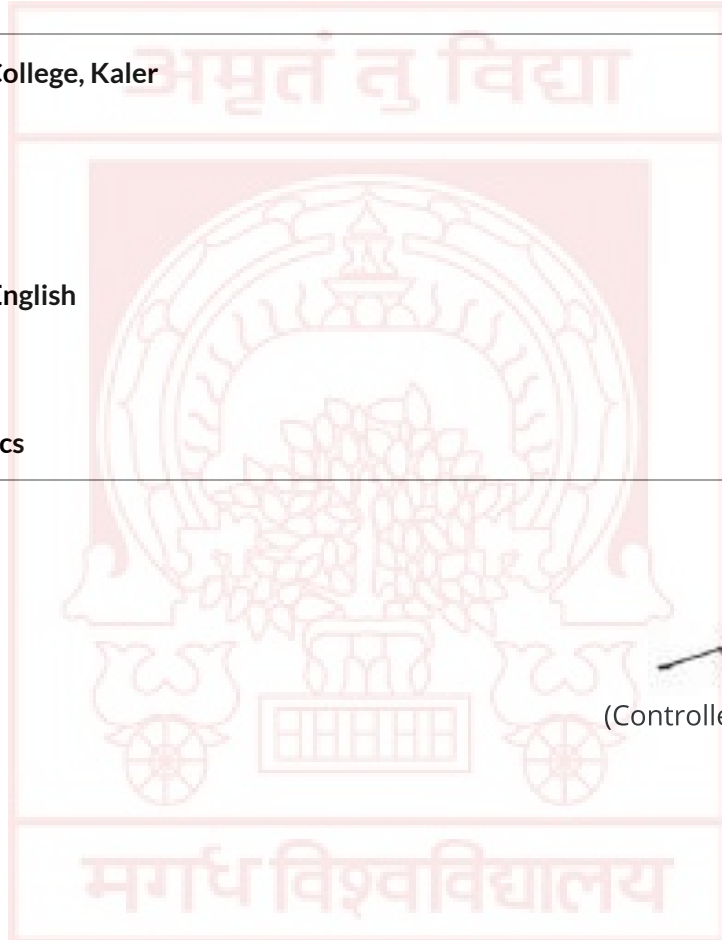 अमृतं तु विद्या
College, Kaler
English
cs
(Controlle
मगध विश्वविद्यालय